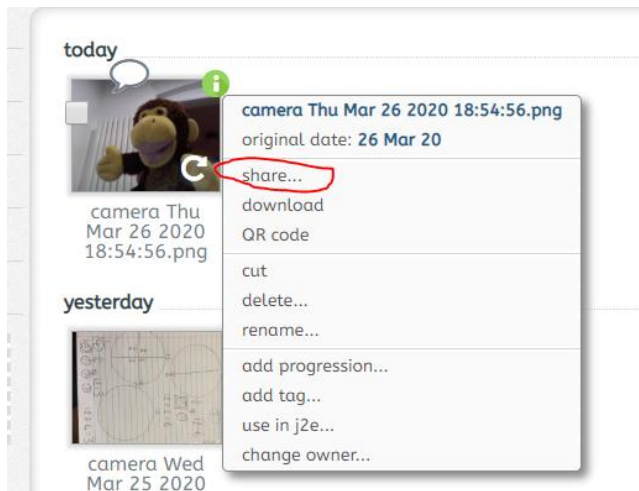 today
camera Thu
Mar 26 2020
18:54:56.png
camera Thu Mar 26 2020 18:54:56.png
original date: 26 Mar 20
share...
download
QR code
cut
delete...
rename...
add progression...
add tag...
use in j2e...
change owner...
yesterday
camera Wed
Mar 25 2020